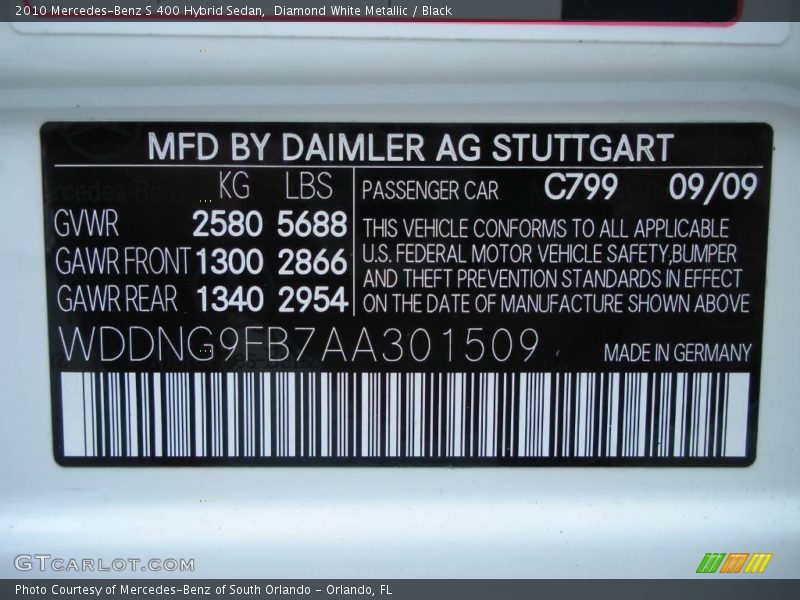 2010 Mercedes-Benz S 400 Hybrid Sedan, Diamond White Metallic / Black
MFD BY DAIMLER AG STUTTGART
KG LBS
GVWR 2580 5688
GAWR FRONT 1300 2866
GAWR REAR 1340 2954
PASSENGER CAR C799 09/09
THIS VEHICLE CONFORMS TO ALL APPLICABLE
U.S. FEDERAL MOTOR VEHICLE SAFETY, BUMPER
AND THEFT PREVENTION STANDARDS IN EFFECT
ON THE DATE OF MANUFACTURE SHOWN ABOVE
WDDNG9FB7AA301509
MADE IN GERMANY
GTCARLOT.COM
Photo Courtesy of Mercedes-Benz of South Orlando - Orlando, FL